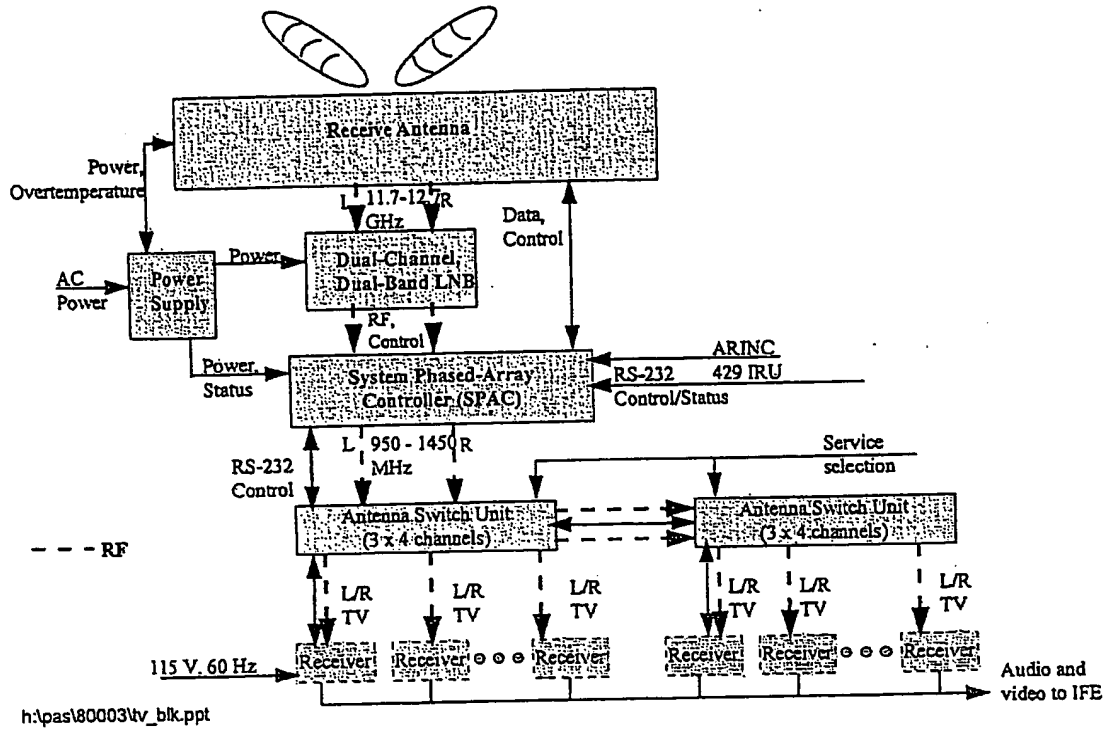 Receive Antenna
Power,
Overtemperature
L 11.7-12.7 R
GHz
Data,
Control
Power
Dual-Channel,
Dual-Band LNB
AC
Power
Power
Supply
RF,
Control
Power,
Status
System Phased-Array
Controller (SPAC)
ARINC
429 IRU
RS-232
Control/Status
L 950 - 1450 R
MHz
RS-232
Control
Service
selection
Antenna Switch Unit
(3 x 4 channels)
Antenna Switch Unit
(3 x 4 channels)
RF
L/R
TV
L/R
TV
L/R
TV
L/R
TV
L/R
TV
L/R
TV
Receiver
Receiver
Receiver
Receiver
Receiver
Receiver
115 V. 60 Hz
Audio and
video to IFE
h:\pas\80003\tv_blk.ppt